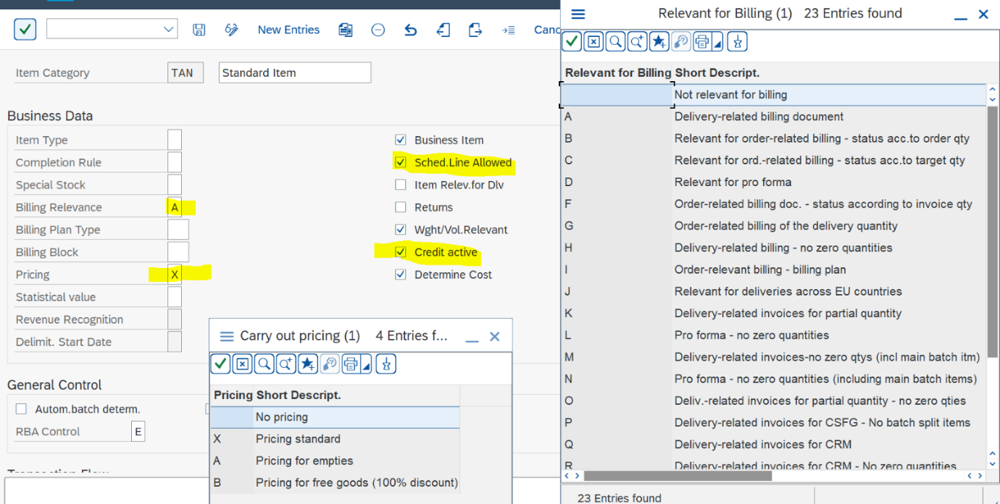 New Entries
Canc
Item Category TAN Standard Item
Business Data
Item Type
Completion Rule
Special Stock
Billing Relevance A
Billing Plan Type
Billing Block
Pricing X
Statistical value
Revenue Recognition
Delimit. Start Date
Business Item
Sched.Line Allowed
Item Relev.for Dlv
Returns
Wght/Vol.Relevant
Credit active
Determine Cost
General Control
Autom.batch determ.
RBA Control E
Transaction Flow
Carry out pricing (1) 4 Entries f...
Pricing Short Descript.
No pricing
X Pricing standard
A Pricing for empties
B Pricing for free goods (100% discount)
Relevant for Billing (1) 23 Entries found
Relevant for Billing Short Descript.
Not relevant for billing
A Delivery-related billing document
B Relevant for order-related billing - status acc.to order qty
C Relevant for ord.-related billing - status acc.to target qty
D Relevant for pro forma
F Order-related billing doc. - status according to invoice qty
G Order-related billing of the delivery quantity
H Delivery-related billing - no zero quantities
I Order-relevant billing - billing plan
J Relevant for deliveries across EU countries
K Delivery-related invoices for partial quantity
L Pro forma - no zero quantities
M Delivery-related invoices-no zero qtys (incl main batch itm)
N Pro forma - no zero quantities (including main batch items)
O Deliv.-related invoices for partial quantity - no zero qties
P Delivery-related invoices for CSFG - No batch split items
Q Delivery-related invoices for CRM
R Delivery-related invoices for CRM - No zero quantities
23 Entries found